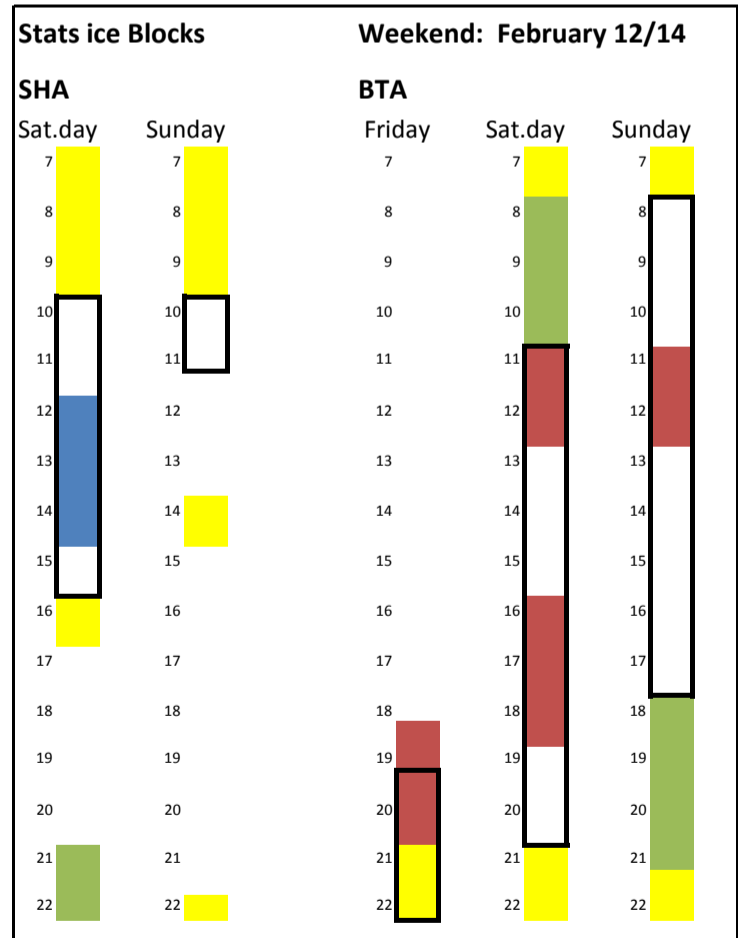 Stats ice Blocks Weekend: February 12/14
SHA BTA
Sat.day Sunday Friday Sat.day Sunday
7 7 7 7 7
8 8 8 8 8
9 9 9 9 9
10 10 10 10 10
11 11 11 11 11
12 12 12 12 12
13 13 13 13 13
14 14 14 14 14
15 15 15 15 15
16 16 16 16 16
17 17 17 17 17
18 18 18 18 18
19 19 19 19 19
20 20 20 20 20
21 21 21 21 21
22 22 22 22 22